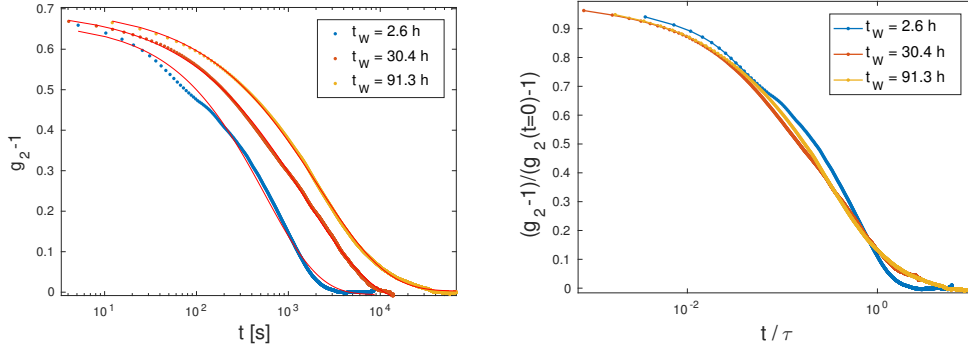 0.7
0.6
0.5
0.4
0.3
0.2
0.1
0
g2-1
10^1
10^2
10^3
10^4
t [s]
tW = 2.6 h
tW = 30.4 h
tW = 91.3 h
0.9
0.8
0.7
0.6
0.5
0.4
0.3
0.2
0.1
0
(g2-1)/(g2(t=0)-1)
10^-2
10^0
t / τ
tW = 2.6 h
tW = 30.4 h
tW = 91.3 h